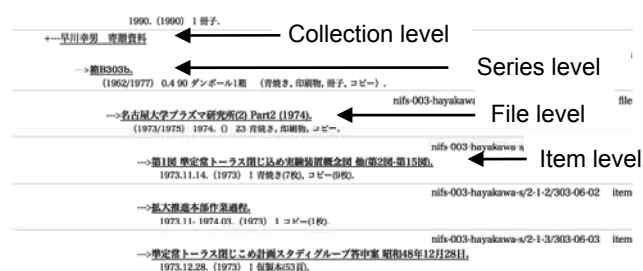 1990. (1990) 1 冊子.
+---早川幸男 寄贈資料
Collection level
--->箱B303b.
Series level
(1962/1977) 0.4 90 ダンボール1箱 (青焼き, 印刷物, 冊子, コピー) .
nifs-003-hayakawa
file
--->名古屋大学プラズマ研究所(2) Part2 (1974).
File level
(1973/1975) 1974. () 23 青焼き, 印刷物, コピー.
nifs-003-hayakawa-s
--->第1図 準定常トーラス閉じ込め実験装置概念図 他(第2図-第15図).
Item level
1973.11.14. (1973) 1 青焼き(7枚), コピー(9枚).
nifs-003-hayakawa-s/2-1-2/303-06-02 item
--->拡大推進本部作業過程.
1973.11- 1974.03. (1973) 1 コピー(1枚).
nifs-003-hayakawa-s/2-1-3/303-06-03 item
--->準定常トーラス閉じこめ計画スタディグループ答申案 昭和48年12月28日.
1973.12.28. (1973) 1 仮製本(53頁).